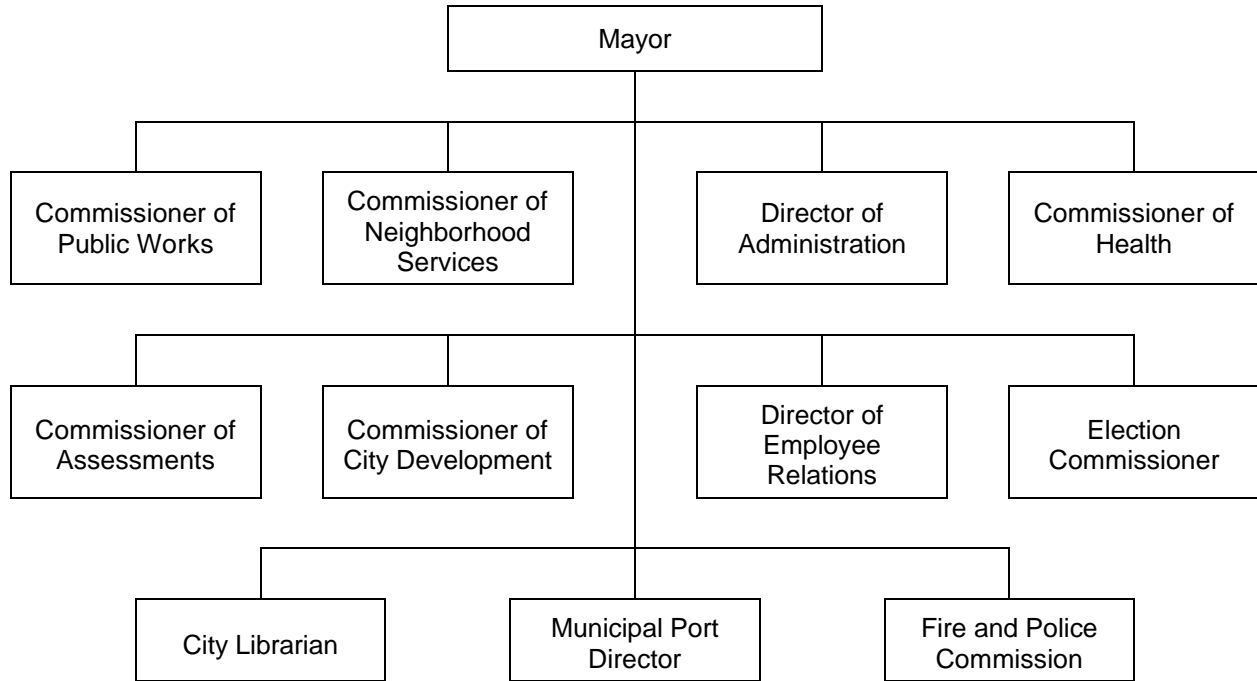 Mayor
Commissioner of
Public Works
Commissioner of
Neighborhood
Services
Director of
Administration
Commissioner of
Health
Commissioner of
Assessments
Commissioner of
City Development
Director of
Employee
Relations
Election
Commissioner
City Librarian
Municipal Port
Director
Fire and Police
Commission